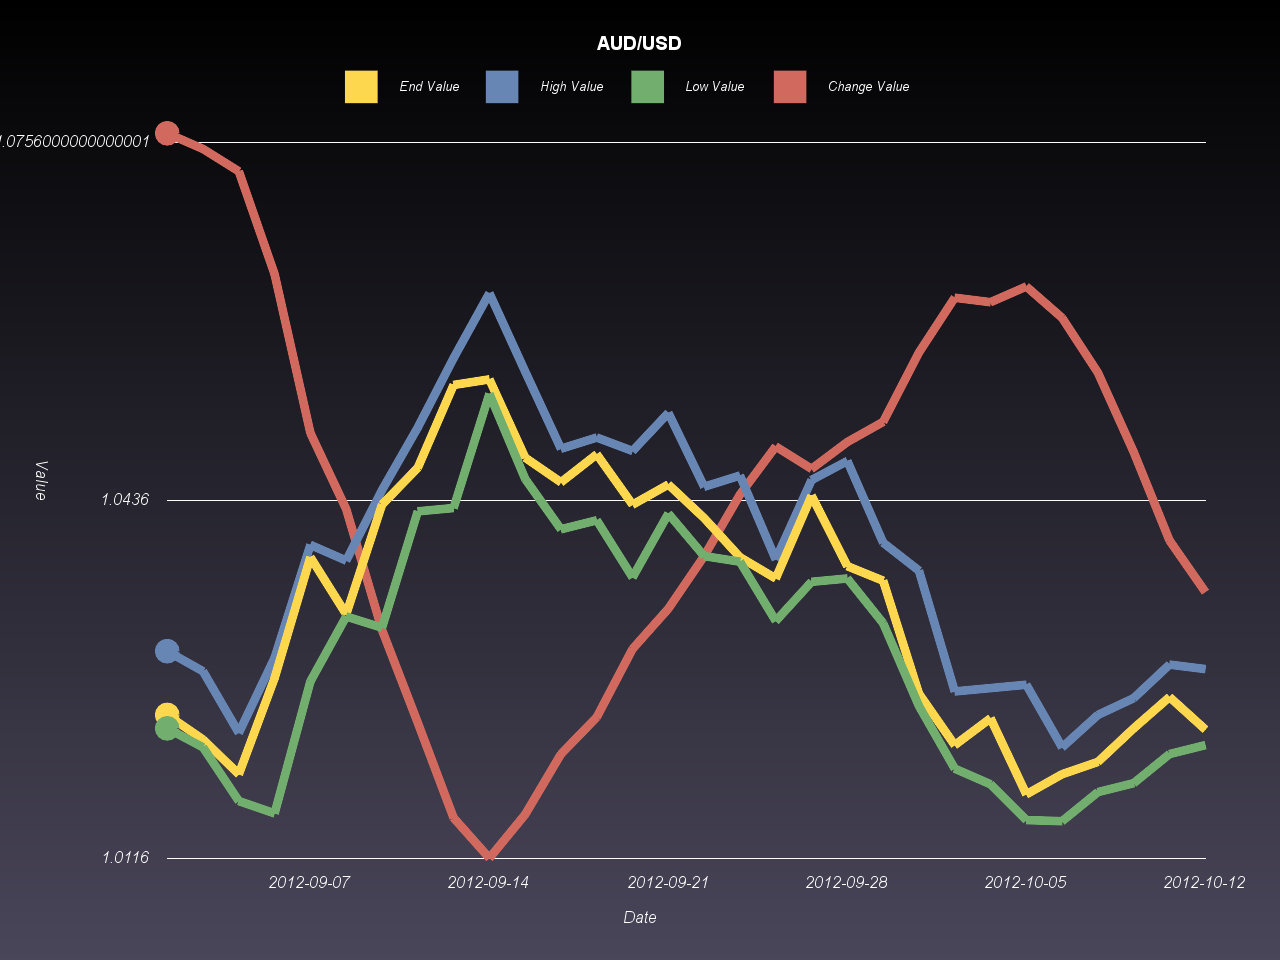 AUD/USD
End Value
High Value
Low Value
Change Value
.0756000000000001
1.0436
1.0116
Value
2012-09-07
2012-09-14
2012-09-21
2012-09-28
2012-10-05
2012-10-12
Date